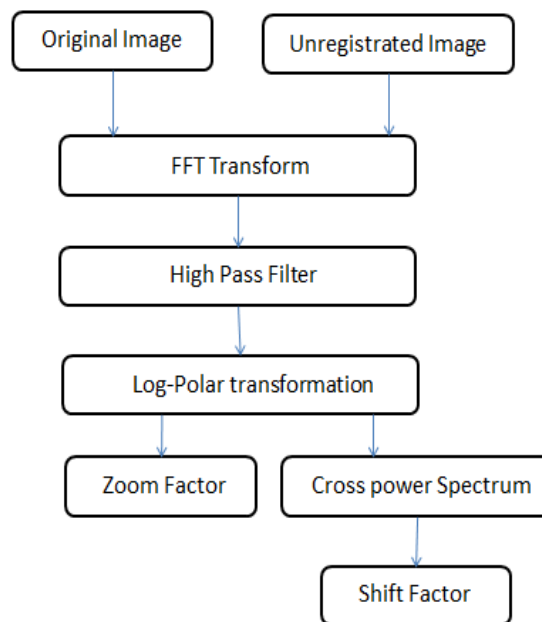 Original Image
Unregistrated Image
FFT Transform
High Pass Filter
Log-Polar transformation
Zoom Factor
Cross power Spectrum
Shift Factor